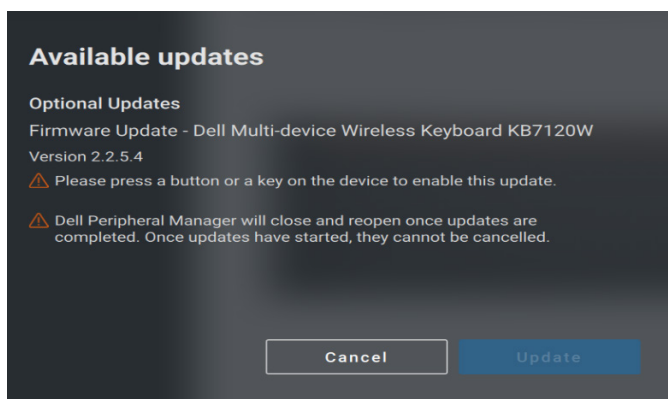 Available updates
Optional Updates
Firmware Update - Dell Multi-device Wireless Keyboard KB7120W
Version 2.2.5.4
Please press a button or a key on the device to enable this update.
Dell Peripheral Manager will close and reopen once updates are
completed. Once updates have started, they cannot be cancelled.
Cancel
Update